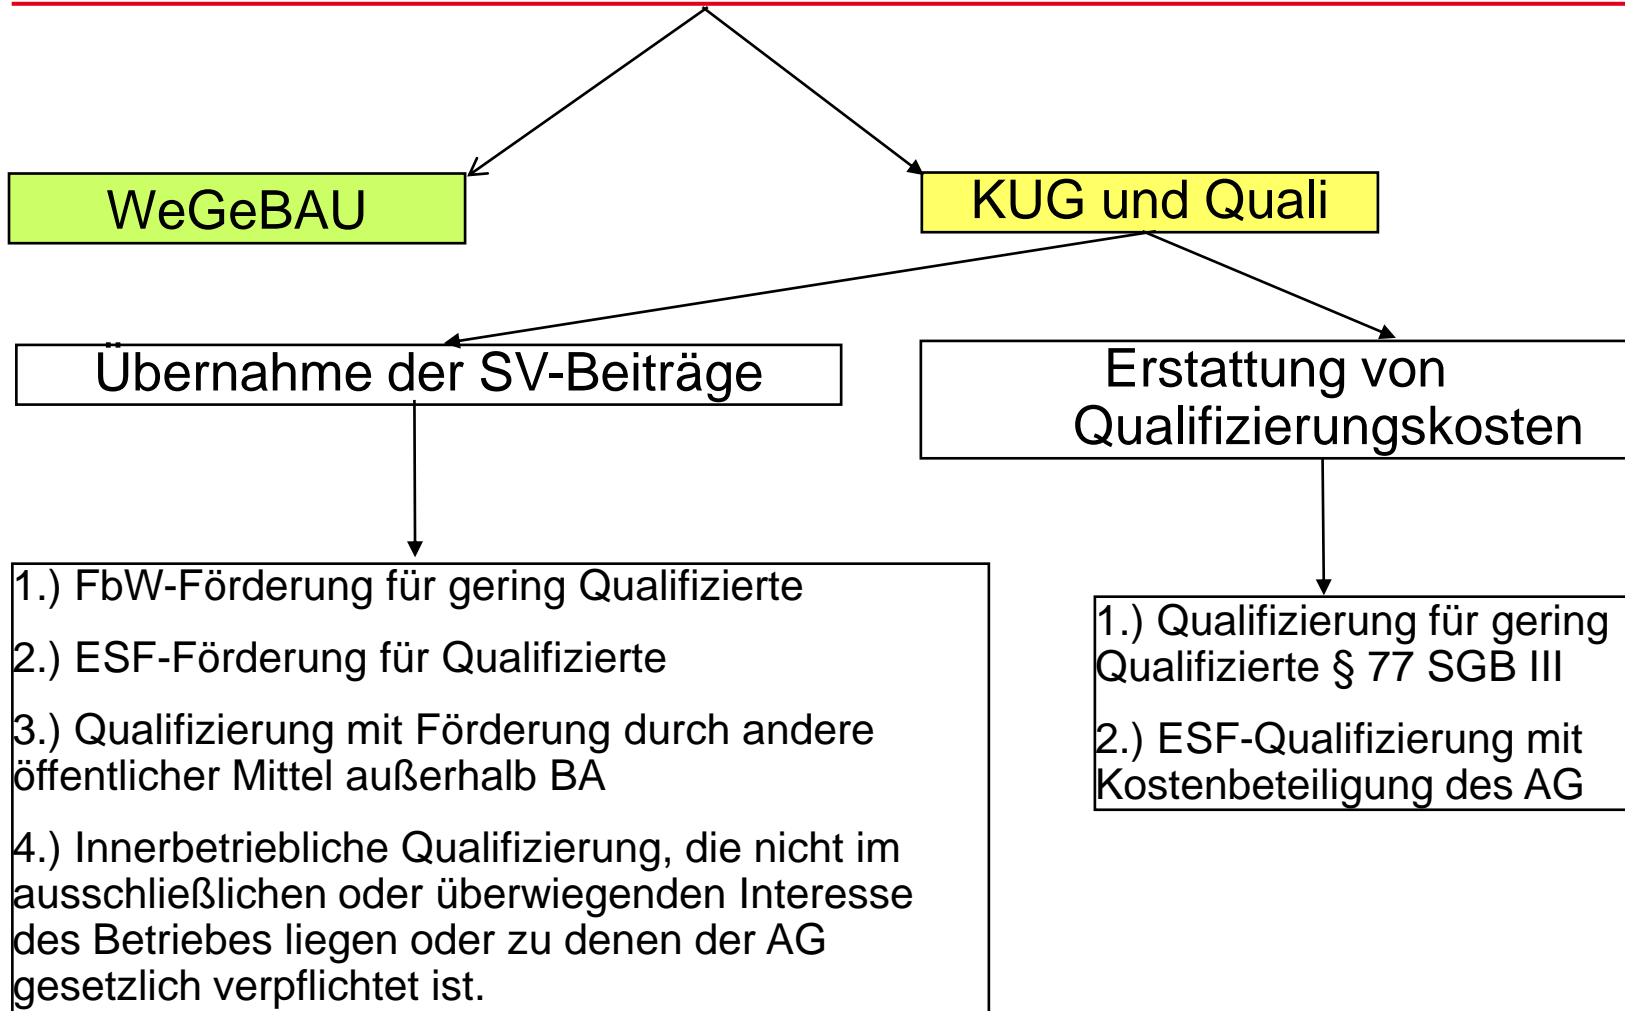 WeGeBAU
KUG und Quali
Übernahme der SV-Beiträge
Erstattung von
Qualifizierungskosten
1.) FbW-Förderung für gering Qualifizierte
2.) ESF-Förderung für Qualifizierte
3.) Qualifizierung mit Förderung durch andere
öffentlicher Mittel außerhalb BA
4.) Innerbetriebliche Qualifizierung, die nicht im
ausschließlichen oder überwiegenden Interesse
des Betriebes liegen oder zu denen der AG
gesetzlich verpflichtet ist.
1.) Qualifizierung für gering
Qualifizierte § 77 SGB III
2.) ESF-Qualifizierung mit
Kostenbeteiligung des AG